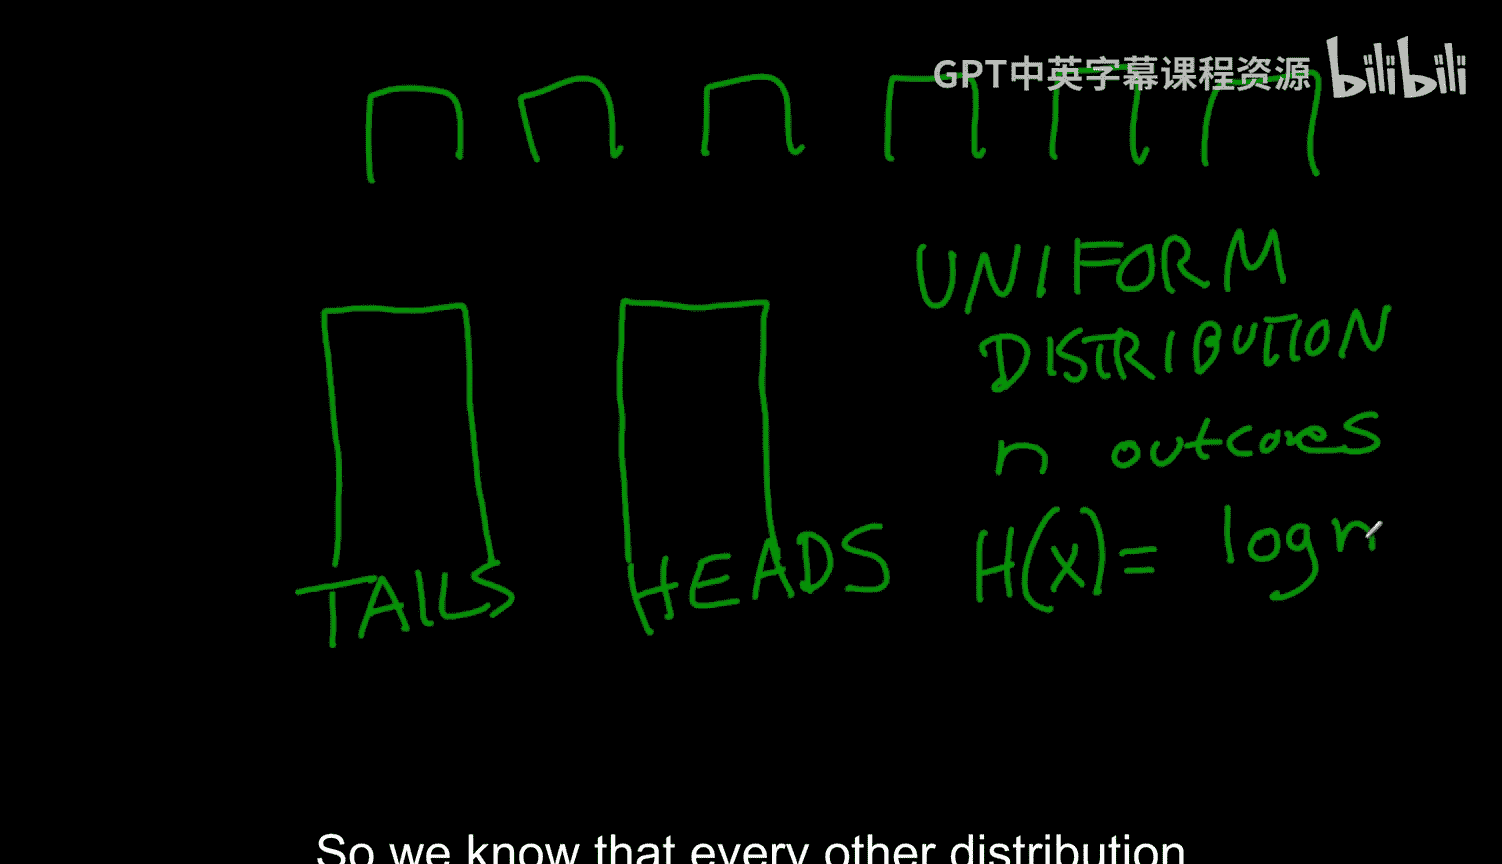 GPT中英字幕课程资源 bilibili
UNIFORM
DISTRIBUTION
n outcomes
H(x) = log n
TAILS
HEADS
So we know that every other distribution